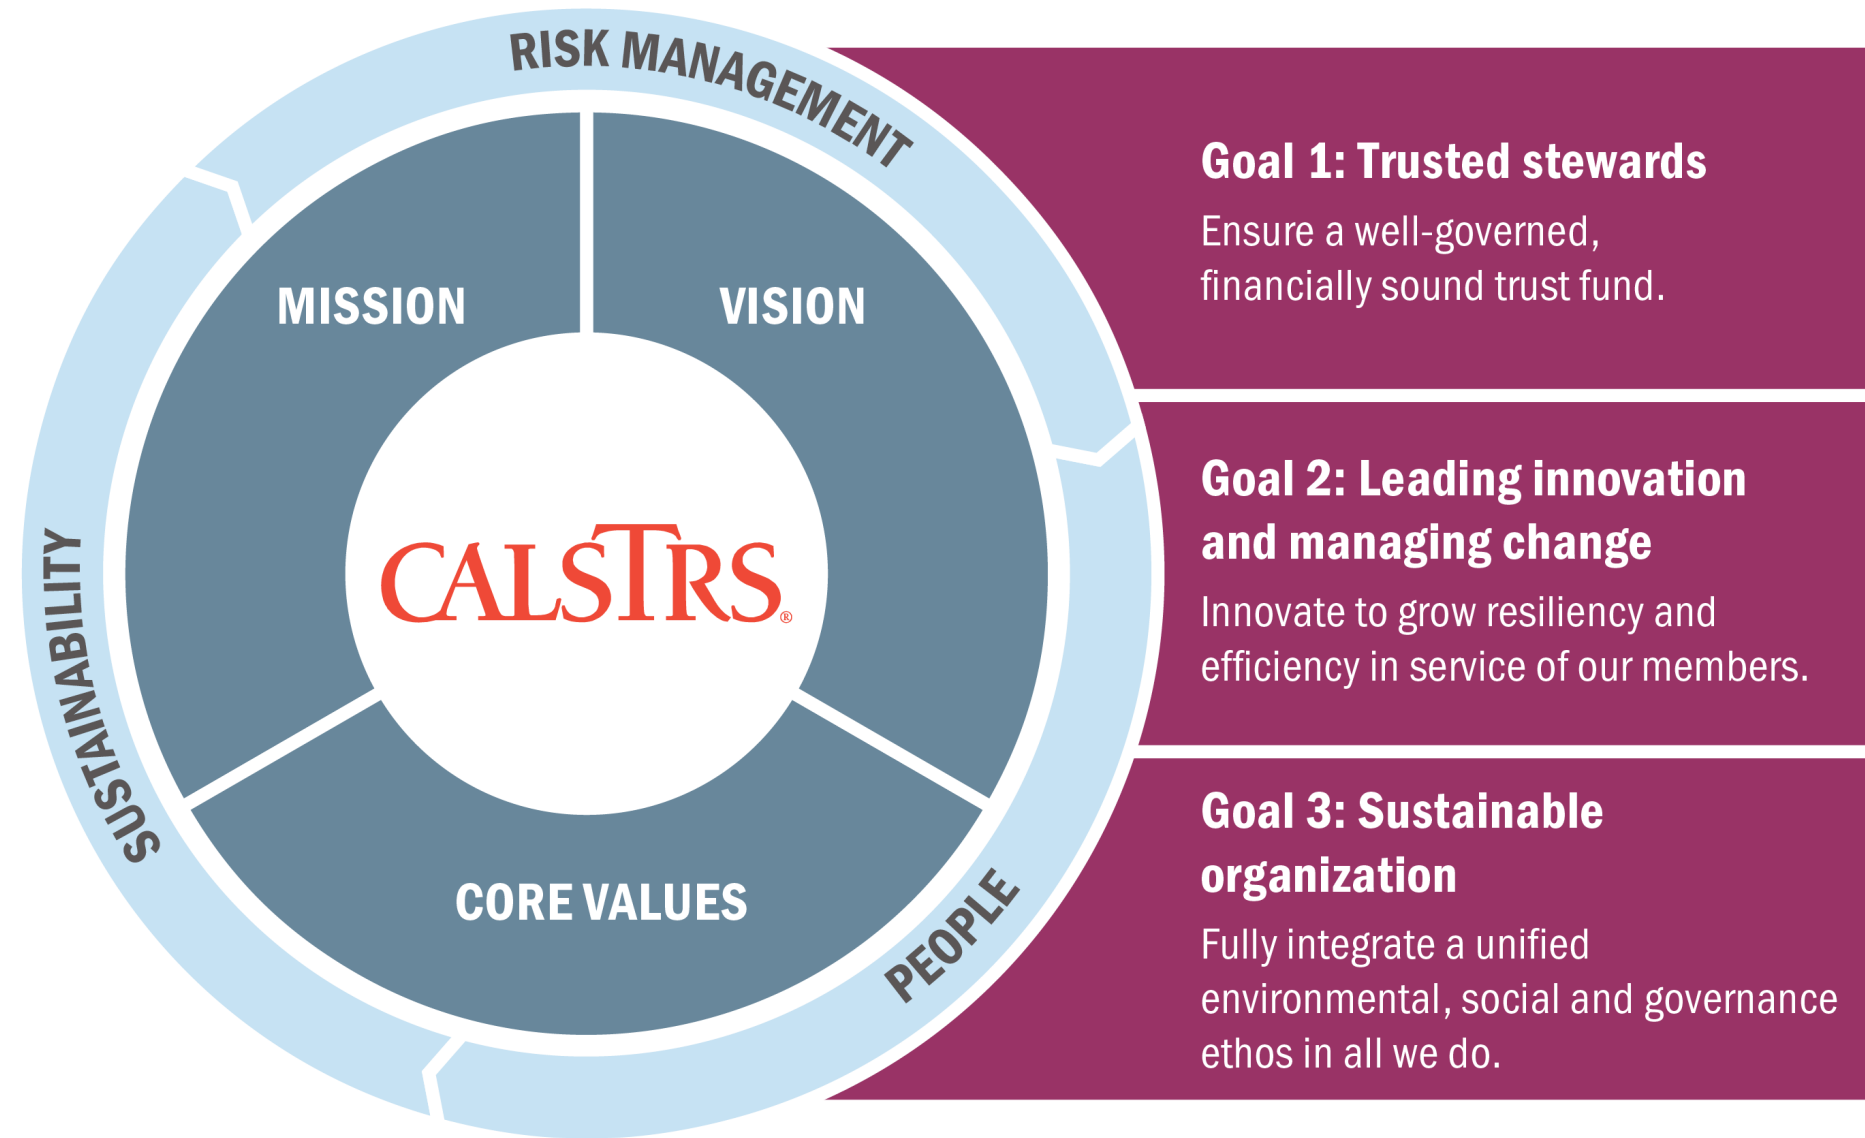 RISK MANAGEMENT
MISSION
VISION
CALSTRS®
CORE VALUES
SUSTAINABILITY
PEOPLE
Goal 1: Trusted stewards
Ensure a well-governed,
financially sound trust fund.
Goal 2: Leading innovation
and managing change
Innovate to grow resiliency and
efficiency in service of our members.
Goal 3: Sustainable
organization
Fully integrate a unified
environmental, social and governance
ethos in all we do.